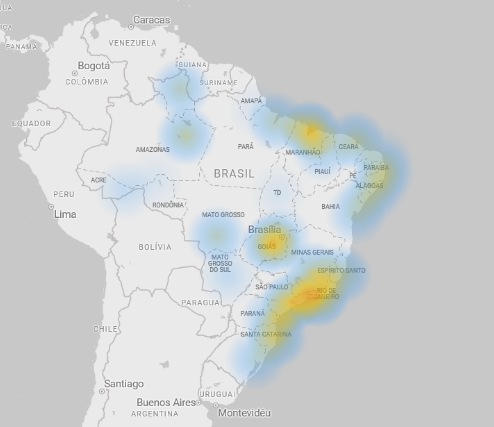 Caracas
PANAMÁ
VENEZUELA
GUIANA
Bogotá
SURINAME
COLÔMBIA
AMAPÁ
EQUADOR
AMAZONAS
PARÁ
MARANHÃO
CEARÁ
PIAUÍ
PARAÍBA
PE
ALAGOAS
BRASIL
ACRE
PERU
RONDÔNIA
TO
BAHIA
Lima
MATO GROSSO
Brasília
GOIÁS
MINAS GERAIS
BOLÍVIA
MATO
GROSSO
DO SUL
ESPÍRITO SANTO
SÃO PAULO
RIO DE
JANEIRO
PARAGUAI
PARANÁ
CHILE
SANTA CATARINA
Santiago
URUGUAI
Buenos Aires
Montevidéu
ARGENTINA